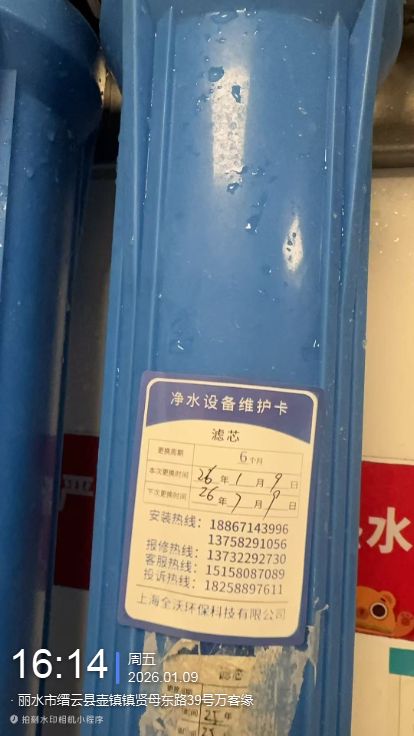 净水设备维护卡
滤芯
更换周期 6个月
本次更换时间 26年1月9日
下次更换时间 26年7月9日
安装热线：18867143996
13758291056
报修热线：13732292730
客服热线：15158087089
投诉热线：18258897611
上海全沃环保科技有限公司
水
滤芯
年
16:14 周五
2026.01.09
· 丽水市缙云县壶镇镇贤母东路39号万客缘
拍刻水印相机小程序